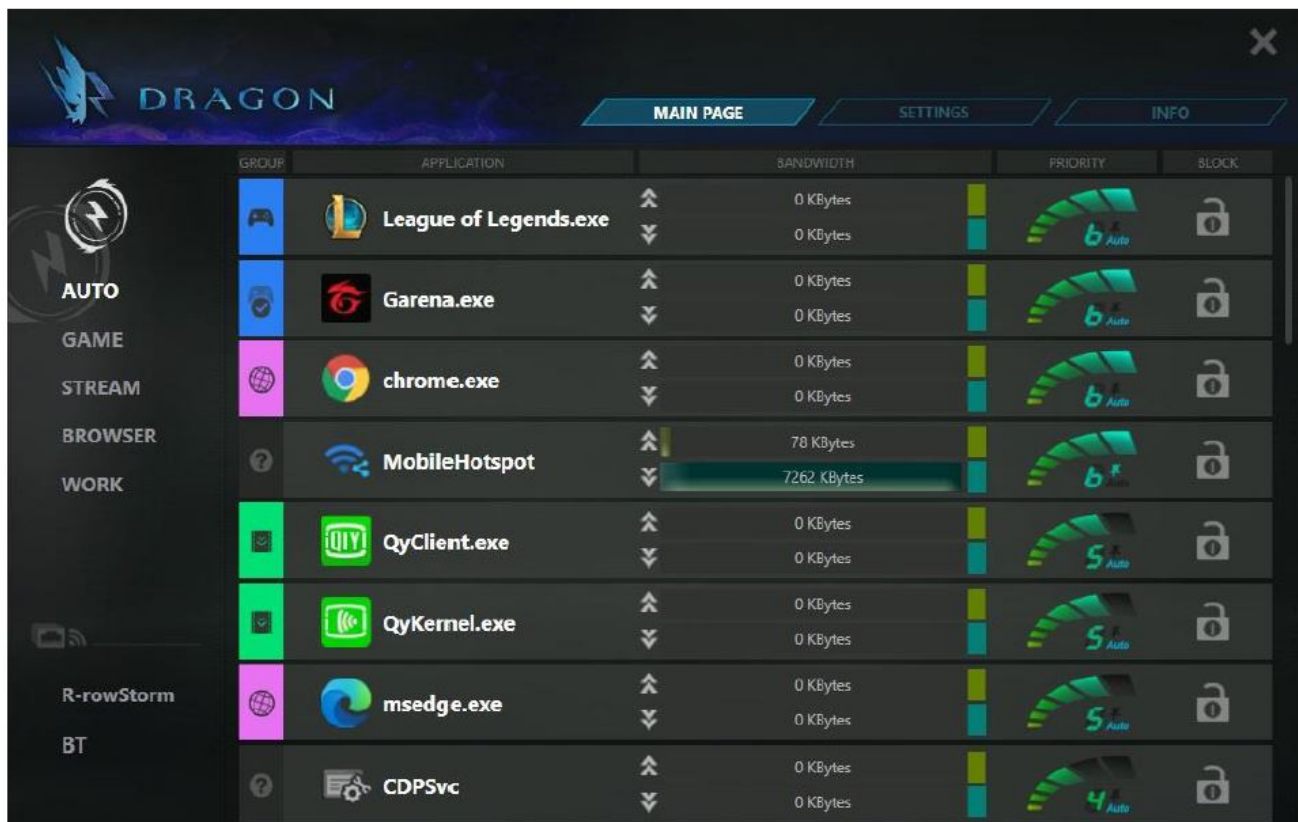 DRAGON
MAIN PAGE
SETTINGS
INFO
GROUP
APPLICATION
BANDWIDTH
PRIORITY
BLOCK
AUTO
GAME
STREAM
BROWSER
WORK
R-rowStorm
BT
League of Legends.exe
0 KBytes
0 KBytes
6 Auto
Garena.exe
0 KBytes
0 KBytes
6 Auto
chrome.exe
0 KBytes
0 KBytes
6 Auto
MobileHotspot
78 KBytes
7262 KBytes
6 Auto
QIY
QyClient.exe
0 KBytes
0 KBytes
5 Auto
QyKernel.exe
0 KBytes
0 KBytes
5 Auto
msedge.exe
0 KBytes
0 KBytes
5 Auto
CDPSvc
0 KBytes
0 KBytes
4 Auto